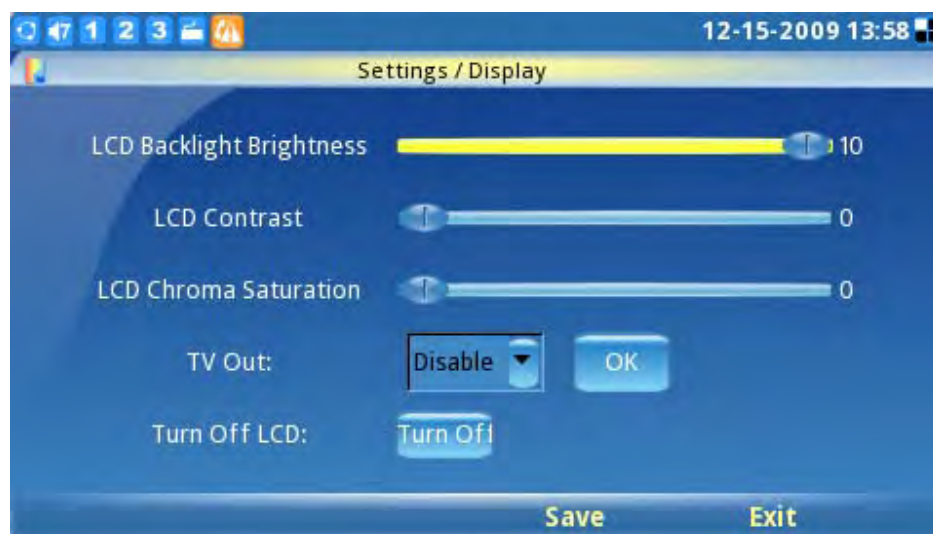 7 1 2 3 12-15-2009 13:58
Settings / Display
LCD Backlight Brightness 10
LCD Contrast 0
LCD Chroma Saturation 0
TV Out: Disable OK
Turn Off LCD: Turn Off
Save Exit